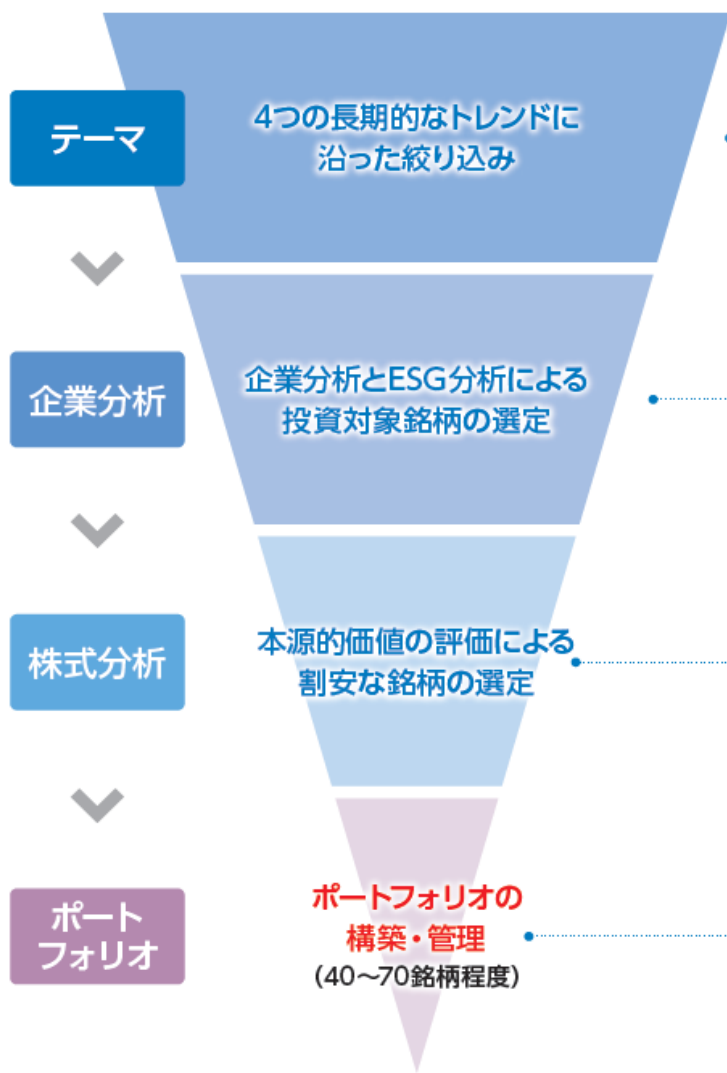 テーマ
4つの長期的なトレンドに
沿った絞り込み
企業分析
企業分析とESG分析による
投資対象銘柄の選定
株式分析
本源的価値の評価による
割安な銘柄の選定
ポート
フォリオ
ポートフォリオの
構築・管理
(40～70銘柄程度)